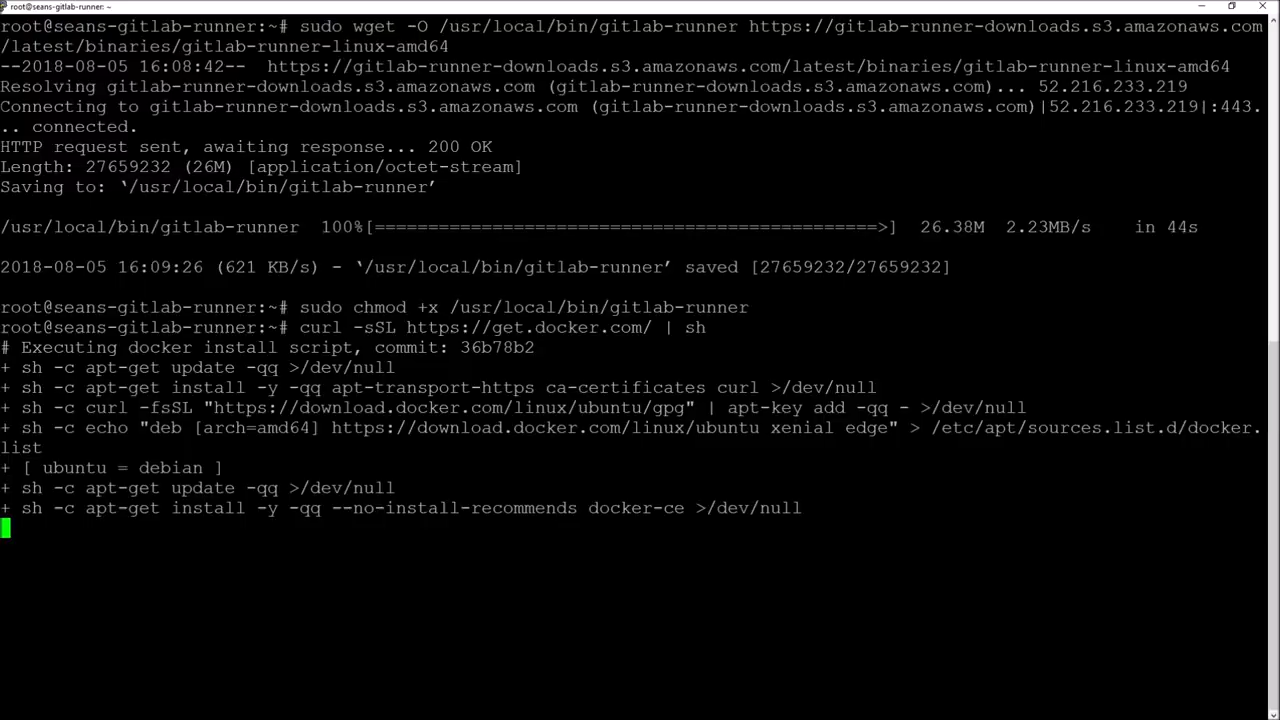 root@seans-gitlab-runner: ~
root@seans-gitlab-runner:~# sudo wget -O /usr/local/bin/gitlab-runner https://gitlab-runner-downloads.s3.amazonaws.com
/latest/binaries/gitlab-runner-linux-amd64
--2018-08-05 16:08:42--  https://gitlab-runner-downloads.s3.amazonaws.com/latest/binaries/gitlab-runner-linux-amd64
Resolving gitlab-runner-downloads.s3.amazonaws.com (gitlab-runner-downloads.s3.amazonaws.com)... 52.216.233.219
Connecting to gitlab-runner-downloads.s3.amazonaws.com (gitlab-runner-downloads.s3.amazonaws.com)|52.216.233.219|:443.
.. connected.
HTTP request sent, awaiting response... 200 OK
Length: 27659232 (26M) [application/octet-stream]
Saving to: ‘/usr/local/bin/gitlab-runner’
/usr/local/bin/gitlab-runner  100%[===============================================>]  26.38M  2.23MB/s    in 44s
2018-08-05 16:09:26 (621 KB/s) - ‘/usr/local/bin/gitlab-runner’ saved [27659232/27659232]
root@seans-gitlab-runner:~# sudo chmod +x /usr/local/bin/gitlab-runner
root@seans-gitlab-runner:~# curl -sSL https://get.docker.com/ | sh
# Executing docker install script, commit: 36b78b2
+ sh -c apt-get update -qq >/dev/null
+ sh -c apt-get install -y -qq apt-transport-https ca-certificates curl >/dev/null
+ sh -c curl -fsSL "https://download.docker.com/linux/ubuntu/gpg" | apt-key add -qq - >/dev/null
+ sh -c echo "deb [arch=amd64] https://download.docker.com/linux/ubuntu xenial edge" > /etc/apt/sources.list.d/docker.
list
+ [ ubuntu = debian ]
+ sh -c apt-get update -qq >/dev/null
+ sh -c apt-get install -y -qq --no-install-recommends docker-ce >/dev/null